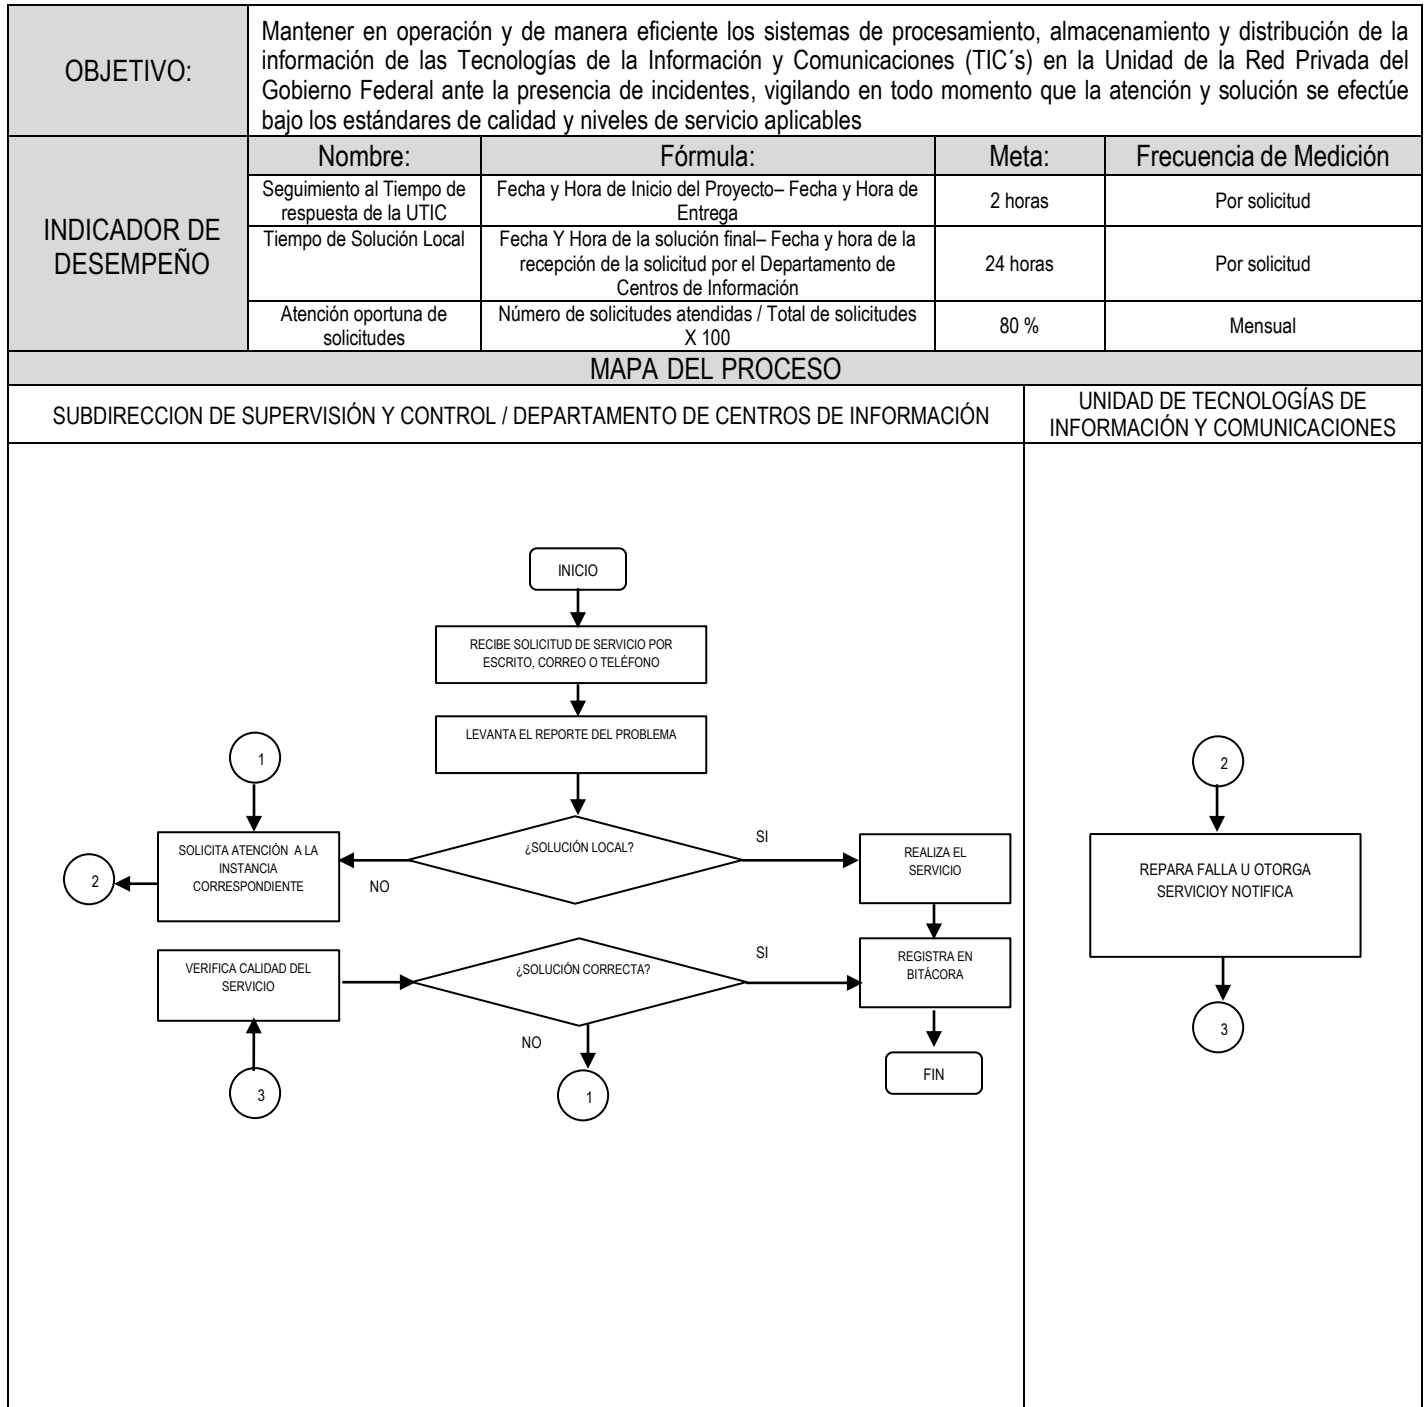 OBJETIVO:
Mantener en operación y de manera eficiente los sistemas de procesamiento, almacenamiento y distribución de la
información de las Tecnologías de la Información y Comunicaciones (TIC´s) en la Unidad de la Red Privada del
Gobierno Federal ante la presencia de incidentes, vigilando en todo momento que la atención y solución se efectúe
bajo los estándares de calidad y niveles de servicio aplicables
INDICADOR DE
DESEMPEÑO
Nombre:
Fórmula:
Meta:
Frecuencia de Medición
Seguimiento al Tiempo de
respuesta de la UTIC
Fecha y Hora de Inicio del Proyecto– Fecha y Hora de
Entrega
2 horas
Por solicitud
Tiempo de Solución Local
Fecha Y Hora de la solución final– Fecha y hora de la
recepción de la solicitud por el Departamento de
Centros de Información
24 horas
Por solicitud
Atención oportuna de
solicitudes
Número de solicitudes atendidas / Total de solicitudes
X 100
80 %
Mensual
MAPA DEL PROCESO
SUBDIRECCION DE SUPERVISIÓN Y CONTROL / DEPARTAMENTO DE CENTROS DE INFORMACIÓN
UNIDAD DE TECNOLOGÍAS DE
INFORMACIÓN Y COMUNICACIONES
INICIO
RECIBE SOLICITUD DE SERVICIO POR
ESCRITO, CORREO O TELÉFONO
LEVANTA EL REPORTE DEL PROBLEMA
1
¿SOLUCIÓN LOCAL?
SI
NO
SOLICITA ATENCIÓN A LA
INSTANCIA
CORRESPONDIENTE
2
REALIZA EL
SERVICIO
VERIFICA CALIDAD DEL
SERVICIO
¿SOLUCIÓN CORRECTA?
SI
NO
REGISTRA EN
BITÁCORA
3
1
FIN
2
REPARA FALLA U OTORGA
SERVICIOY NOTIFICA
3